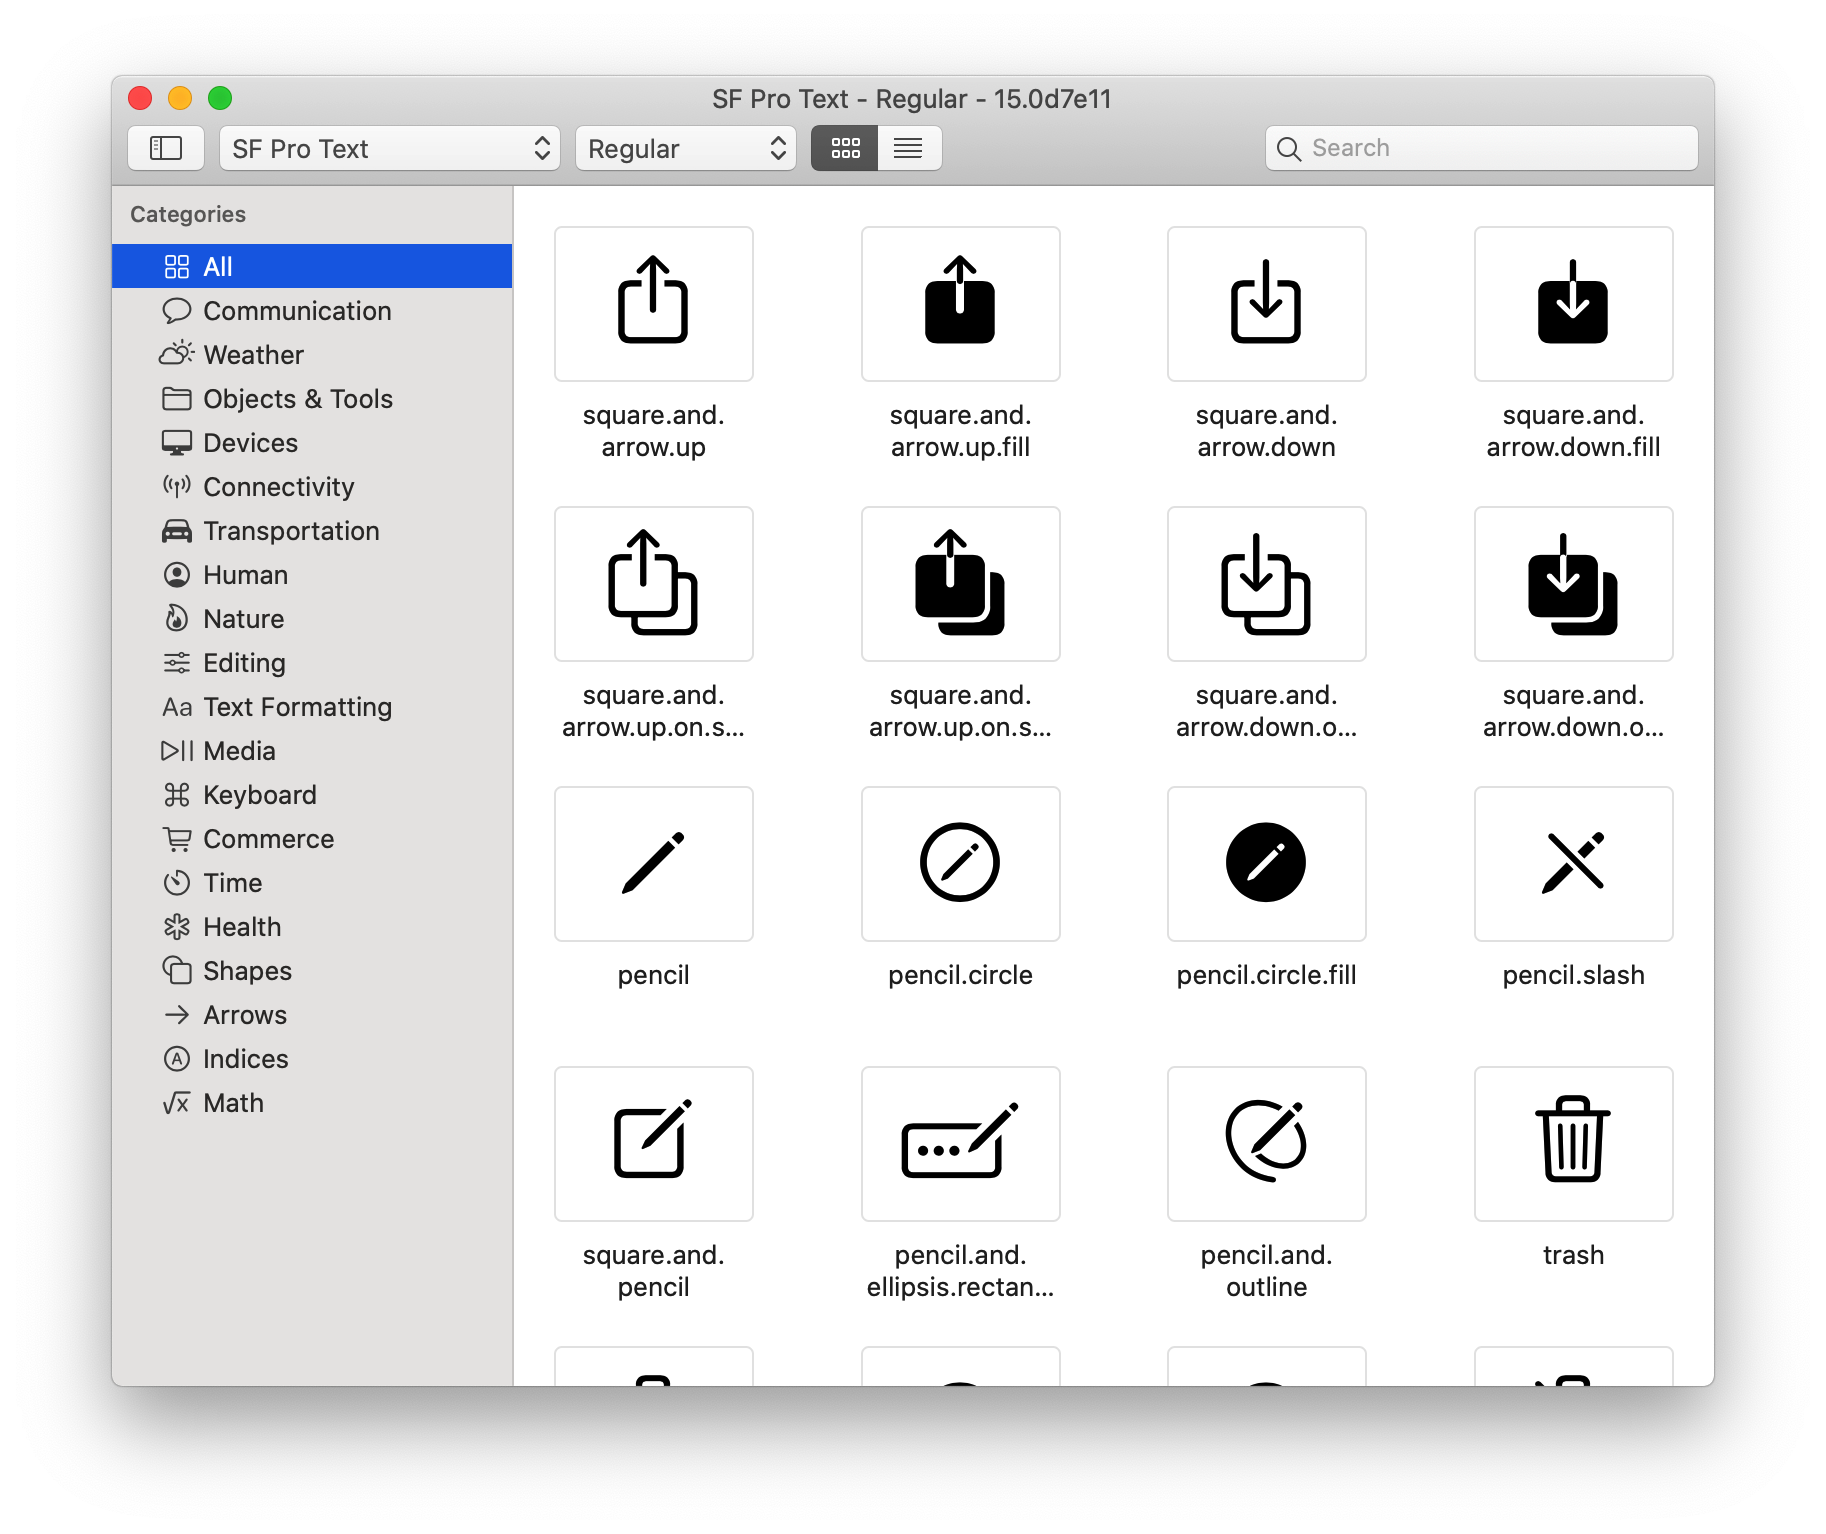 SF Pro Text - Regular - 15.0d7e11
SF Pro Text
Regular
Search
Categories
All
Communication
Weather
Objects & Tools
Devices
Connectivity
Transportation
Human
Nature
Editing
Aa Text Formatting
Media
Keyboard
Commerce
Time
Health
Shapes
Arrows
A Indices
√x Math
square.and.
arrow.up
square.and.
arrow.up.fill
square.and.
arrow.down
square.and.
arrow.down.fill
square.and.
arrow.up.on.s...
square.and.
arrow.up.on.s...
square.and.
arrow.down.o...
square.and.
arrow.down.o...
pencil
pencil.circle
pencil.circle.fill
pencil.slash
square.and.
pencil
pencil.and.
ellipsis.rectan...
pencil.and.
outline
trash